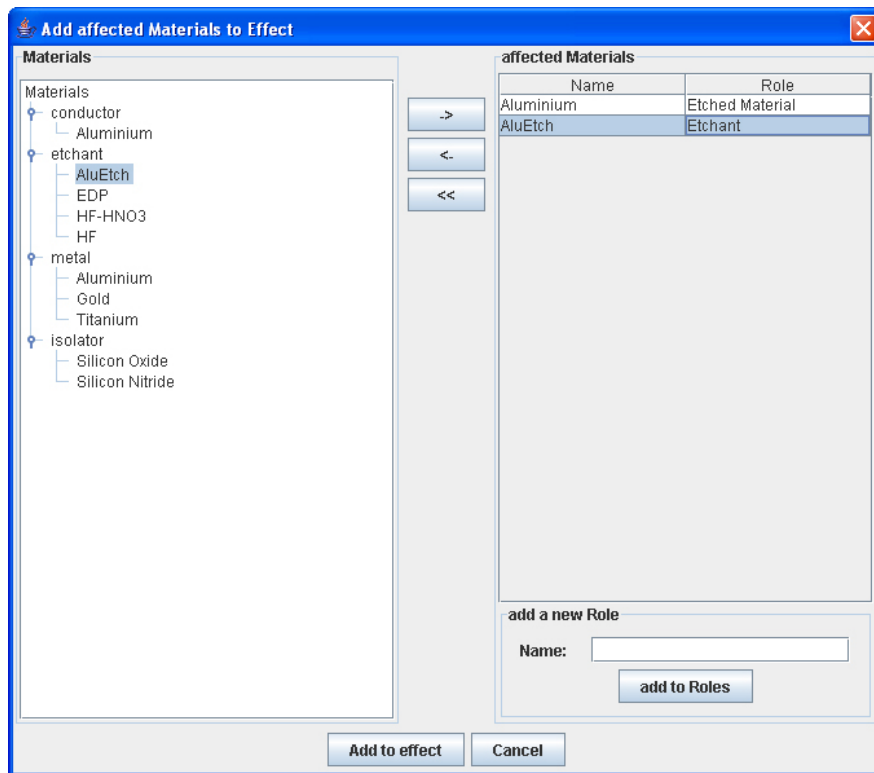 Add affected Materials to Effect
Materials
Materials
conductor
Aluminium
etchant
AluEtch
EDP
HF-HNO3
HF
metal
Aluminium
Gold
Titanium
isolator
Silicon Oxide
Silicon Nitride
->
<-
<<
affected Materials
Name Role
Aluminium Etched Material
AluEtch Etchant
add a new Role
Name:
add to Roles
Add to effect Cancel